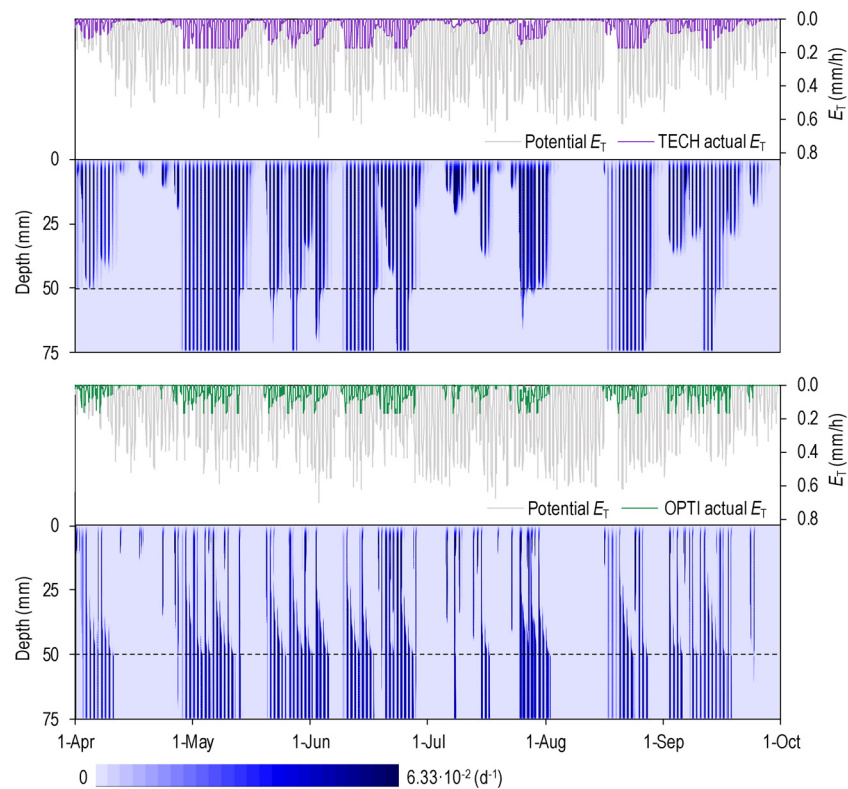 0.0
0.2
0.4
0.6
0.8
E_T (mm/h)
Potential E_T TECH actual E_T
0
25
50
75
Depth (mm)
0.0
0.2
0.4
0.6
0.8
E_T (mm/h)
Potential E_T OPTI actual E_T
0
25
50
75
Depth (mm)
1-Apr 1-May 1-Jun 1-Jul 1-Aug 1-Sep 1-Oct
0 6.33·10⁻² (d⁻¹)